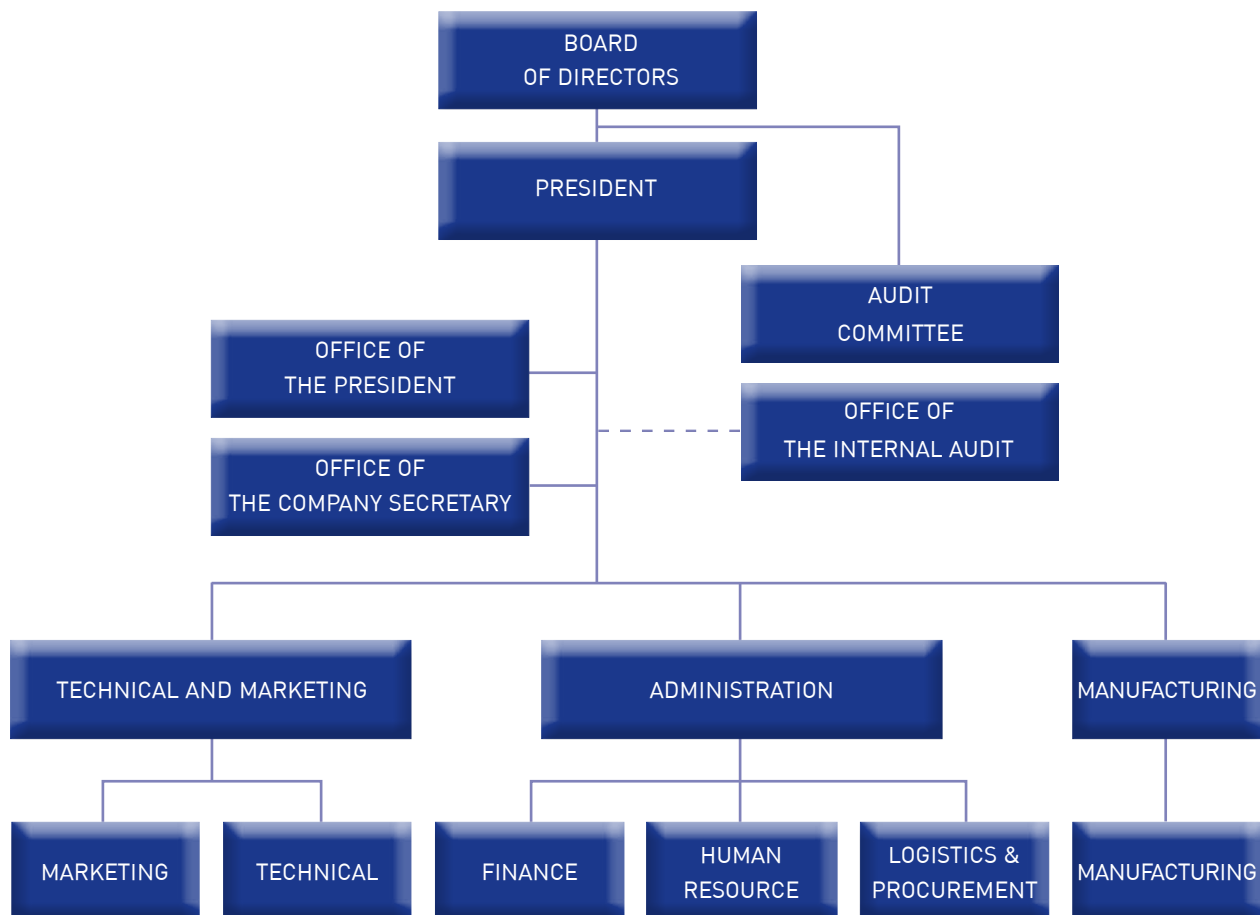 BOARD
OF DIRECTORS
PRESIDENT
AUDIT
COMMITTEE
OFFICE OF
THE PRESIDENT
OFFICE OF
THE INTERNAL AUDIT
OFFICE OF
THE COMPANY SECRETARY
TECHNICAL AND MARKETING
ADMINISTRATION
MANUFACTURING
MARKETING
TECHNICAL
FINANCE
HUMAN
RESOURCE
LOGISTICS &
PROCUREMENT
MANUFACTURING